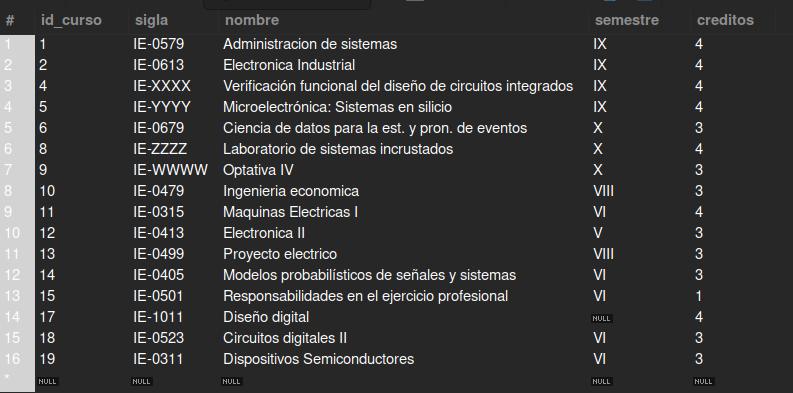 # id_curso sigla nombre semestre creditos
1 1 IE-0579 Administracion de sistemas IX 4
2 2 IE-0613 Electronica Industrial IX 4
3 4 IE-XXXX Verificación funcional del diseño de circuitos integrados IX 4
4 5 IE-YYYY Microelectrónica: Sistemas en silicio IX 4
5 6 IE-0679 Ciencia de datos para la est. y pron. de eventos X 3
6 8 IE-ZZZZ Laboratorio de sistemas incrustados X 4
7 9 IE-WWWW Optativa IV X 3
8 10 IE-0479 Ingenieria economica VIII 3
9 11 IE-0315 Maquinas Electricas I VI 4
10 12 IE-0413 Electronica II V 3
11 13 IE-0499 Proyecto electrico VIII 3
12 14 IE-0405 Modelos probabilísticos de señales y sistemas VI 3
13 15 IE-0501 Responsabilidades en el ejercicio profesional VI 1
14 17 IE-1011 Diseño digital NULL 4
15 18 IE-0523 Circuitos digitales II VI 3
16 19 IE-0311 Dispositivos Semiconductores VI 3
* NULL NULL NULL NULL NULL